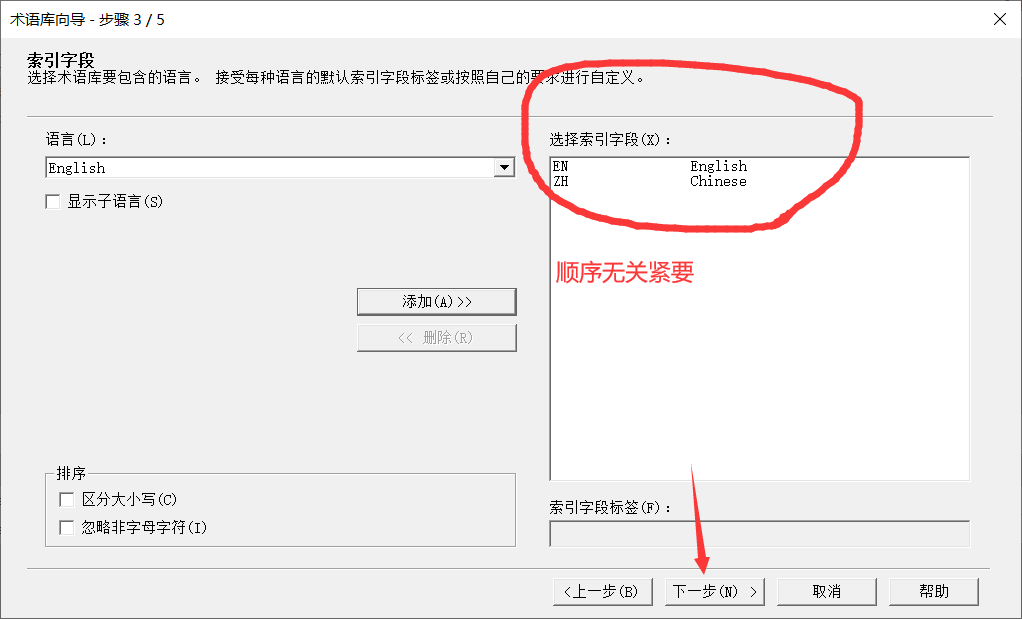 术语库向导 - 步骤 3 / 5
索引字段
选择术语库要包含的语言。 接受每种语言的默认索引字段标签或按照自己的要求进行自定义。
语言(L)：
English
显示子语言(S)
添加(A)>>
<< 删除(R)
选择索引字段(X)：
EN English
ZH Chinese
顺序无关紧要
排序
区分大小写(C)
忽略非字母字符(I)
索引字段标签(F)：
<上一步(B)
下一步(N) >
取消
帮助